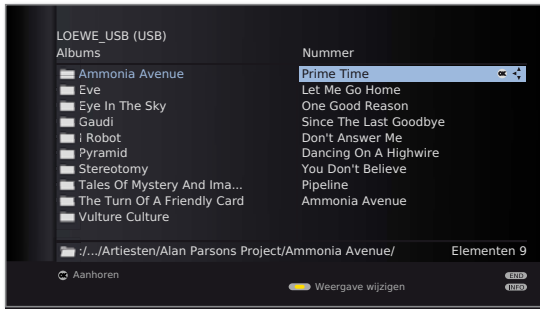 LOEWE_USB (USB)
Albums
Nummer
Ammonia Avenue
Eve
Eye In The Sky
Gaudi
i Robot
Pyramid
Stereotomy
Tales Of Mystery And Ima...
The Turn Of A Friendly Card
Vulture Culture
Prime Time
OK
Let Me Go Home
One Good Reason
Since The Last Goodbye
Don't Answer Me
Dancing On A Highwire
You Don't Believe
Pipeline
Ammonia Avenue
:/.../Artiesten/Alan Parsons Project/Ammonia Avenue/
Elementen 9
OK Aanhoren
END
Weergave wijzigen
INFO